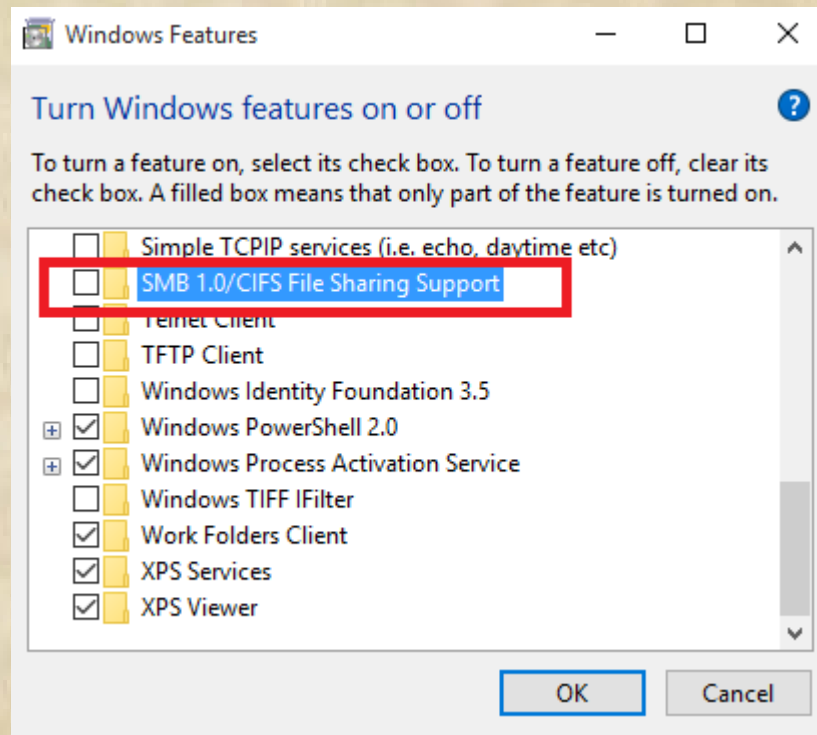 Windows Features
Turn Windows features on or off
?
To turn a feature on, select its check box. To turn a feature off, clear its
check box. A filled box means that only part of the feature is turned on.
Simple TCPIP services (i.e. echo, daytime etc)
SMB 1.0/CIFS File Sharing Support
Telnet Client
TFTP Client
Windows Identity Foundation 3.5
Windows PowerShell 2.0
Windows Process Activation Service
Windows TIFF IFilter
Work Folders Client
XPS Services
XPS Viewer
OK Cancel